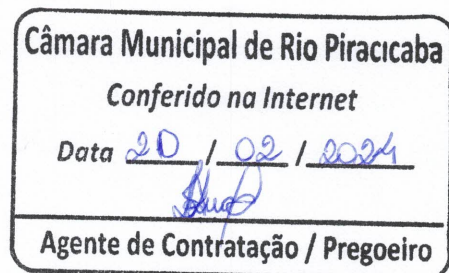 Câmara Municipal de Rio Piracicaba
Conferido na Internet
Data 20 / 02 / 2024
Agente de Contratação / Pregoeiro